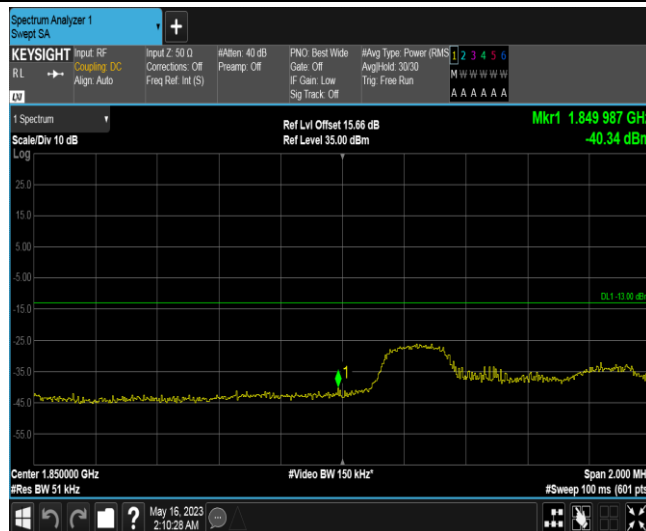 Spectrum Analyzer 1
Swept SA
+
KEYSIGHT
RL
LXI
Input: RF
Coupling: DC
Align: Auto
Input Z: 50 Ω
Corrections: Off
Freq Ref: Int (S)
#Atten: 40 dB
Preamp: Off
PNO: Best Wide
Gate: Off
IF Gain: Low
Sig Track: Off
#Avg Type: Power (RMS
Avg|Hold: 30/30
Trig: Free Run
1 2 3 4 5 6
M W W W W W
A A A A A A
1 Spectrum
Scale/Div 10 dB
Log
Ref Lvl Offset 15.66 dB
Ref Level 35.00 dBm
Mkr1 1.849 987 GHz
-40.34 dBm
25.0
15.0
5.00
-5.00
-15.0
-25.0
-35.0
-45.0
-55.0
DL1 -13.00 dBm
1
Center 1.850000 GHz
#Res BW 51 kHz
#Video BW 150 kHz*
Span 2.000 MH
#Sweep 100 ms (601 pts
?
May 16, 2023
2:10:28 AM